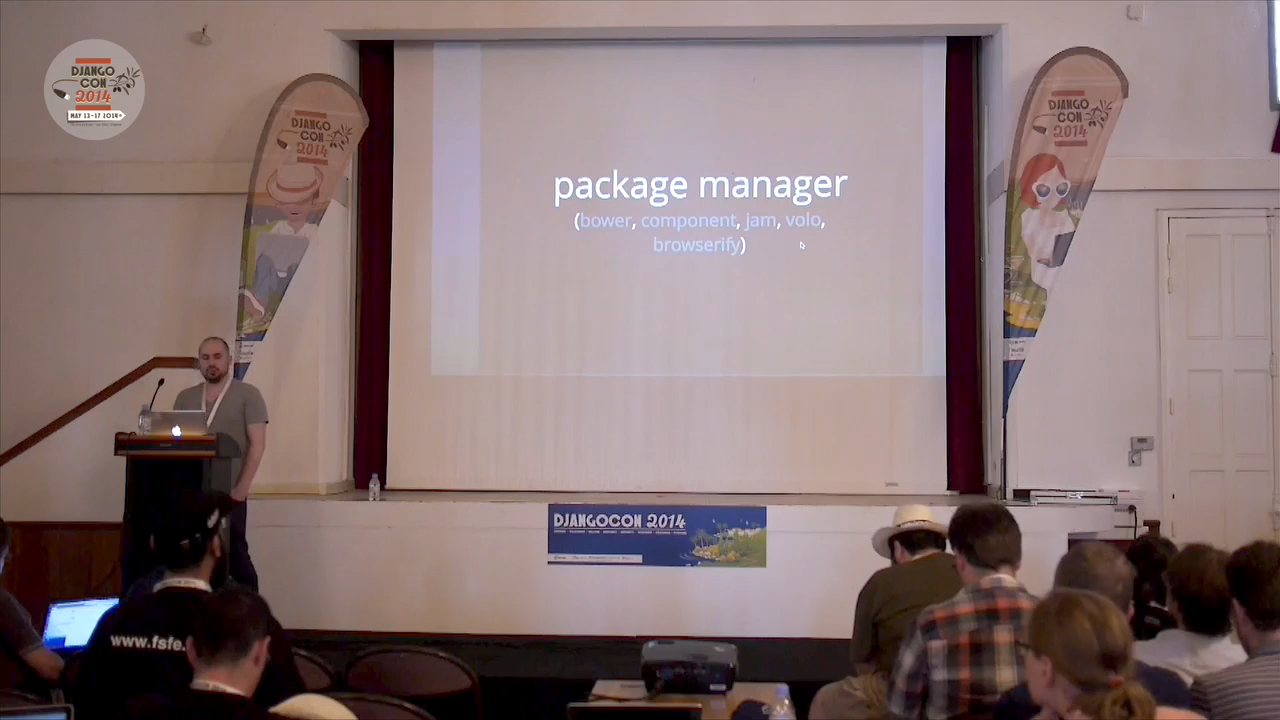 DJANGO
CON
2014
MAY 13-17 2014
DJANGO
CON
2014
package manager
(bower, component, jam, volo,
browserify)
DJANGO
CON
2014
DJANGOCON 2014
www.fsfe.